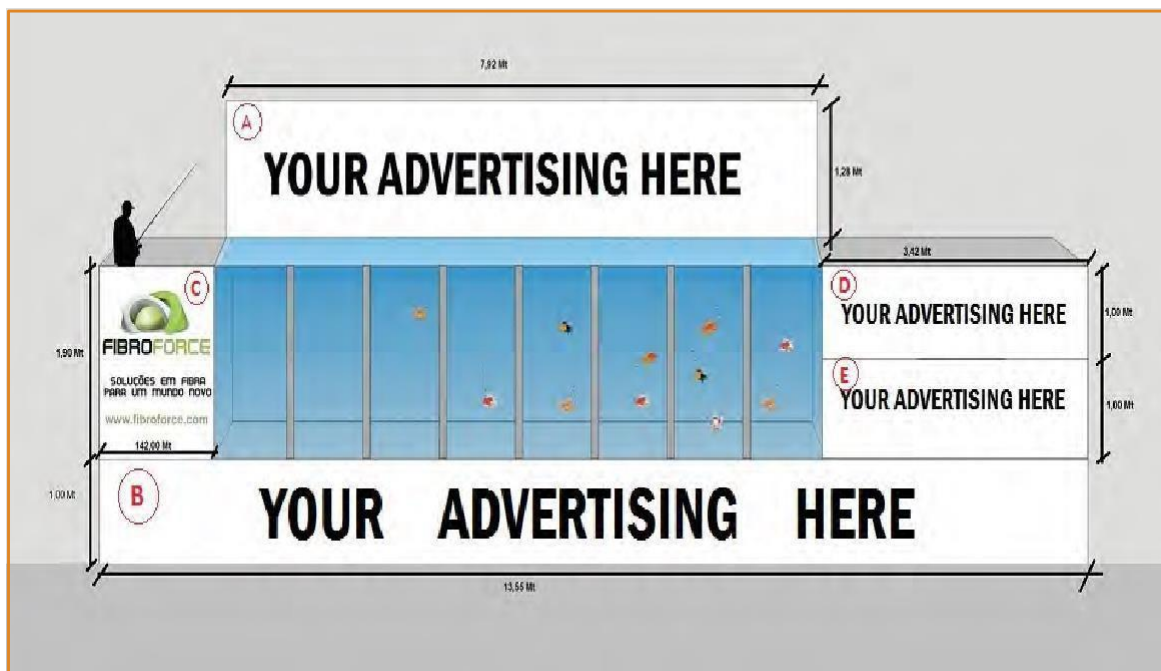 7,92 Mt
A
YOUR ADVERTISING HERE
1,28 Mt
3,42 Mt
C
FIBROFORCE
SOLUÇÕES EM FIBRA
PARA UM MUNDO NOVO
www.fibroforce.com
142,00 Mt
1,90 Mt
D
YOUR ADVERTISING HERE
1,00 Mt
E
YOUR ADVERTISING HERE
1,00 Mt
1,00 Mt
B
YOUR ADVERTISING HERE
13,55 Mt